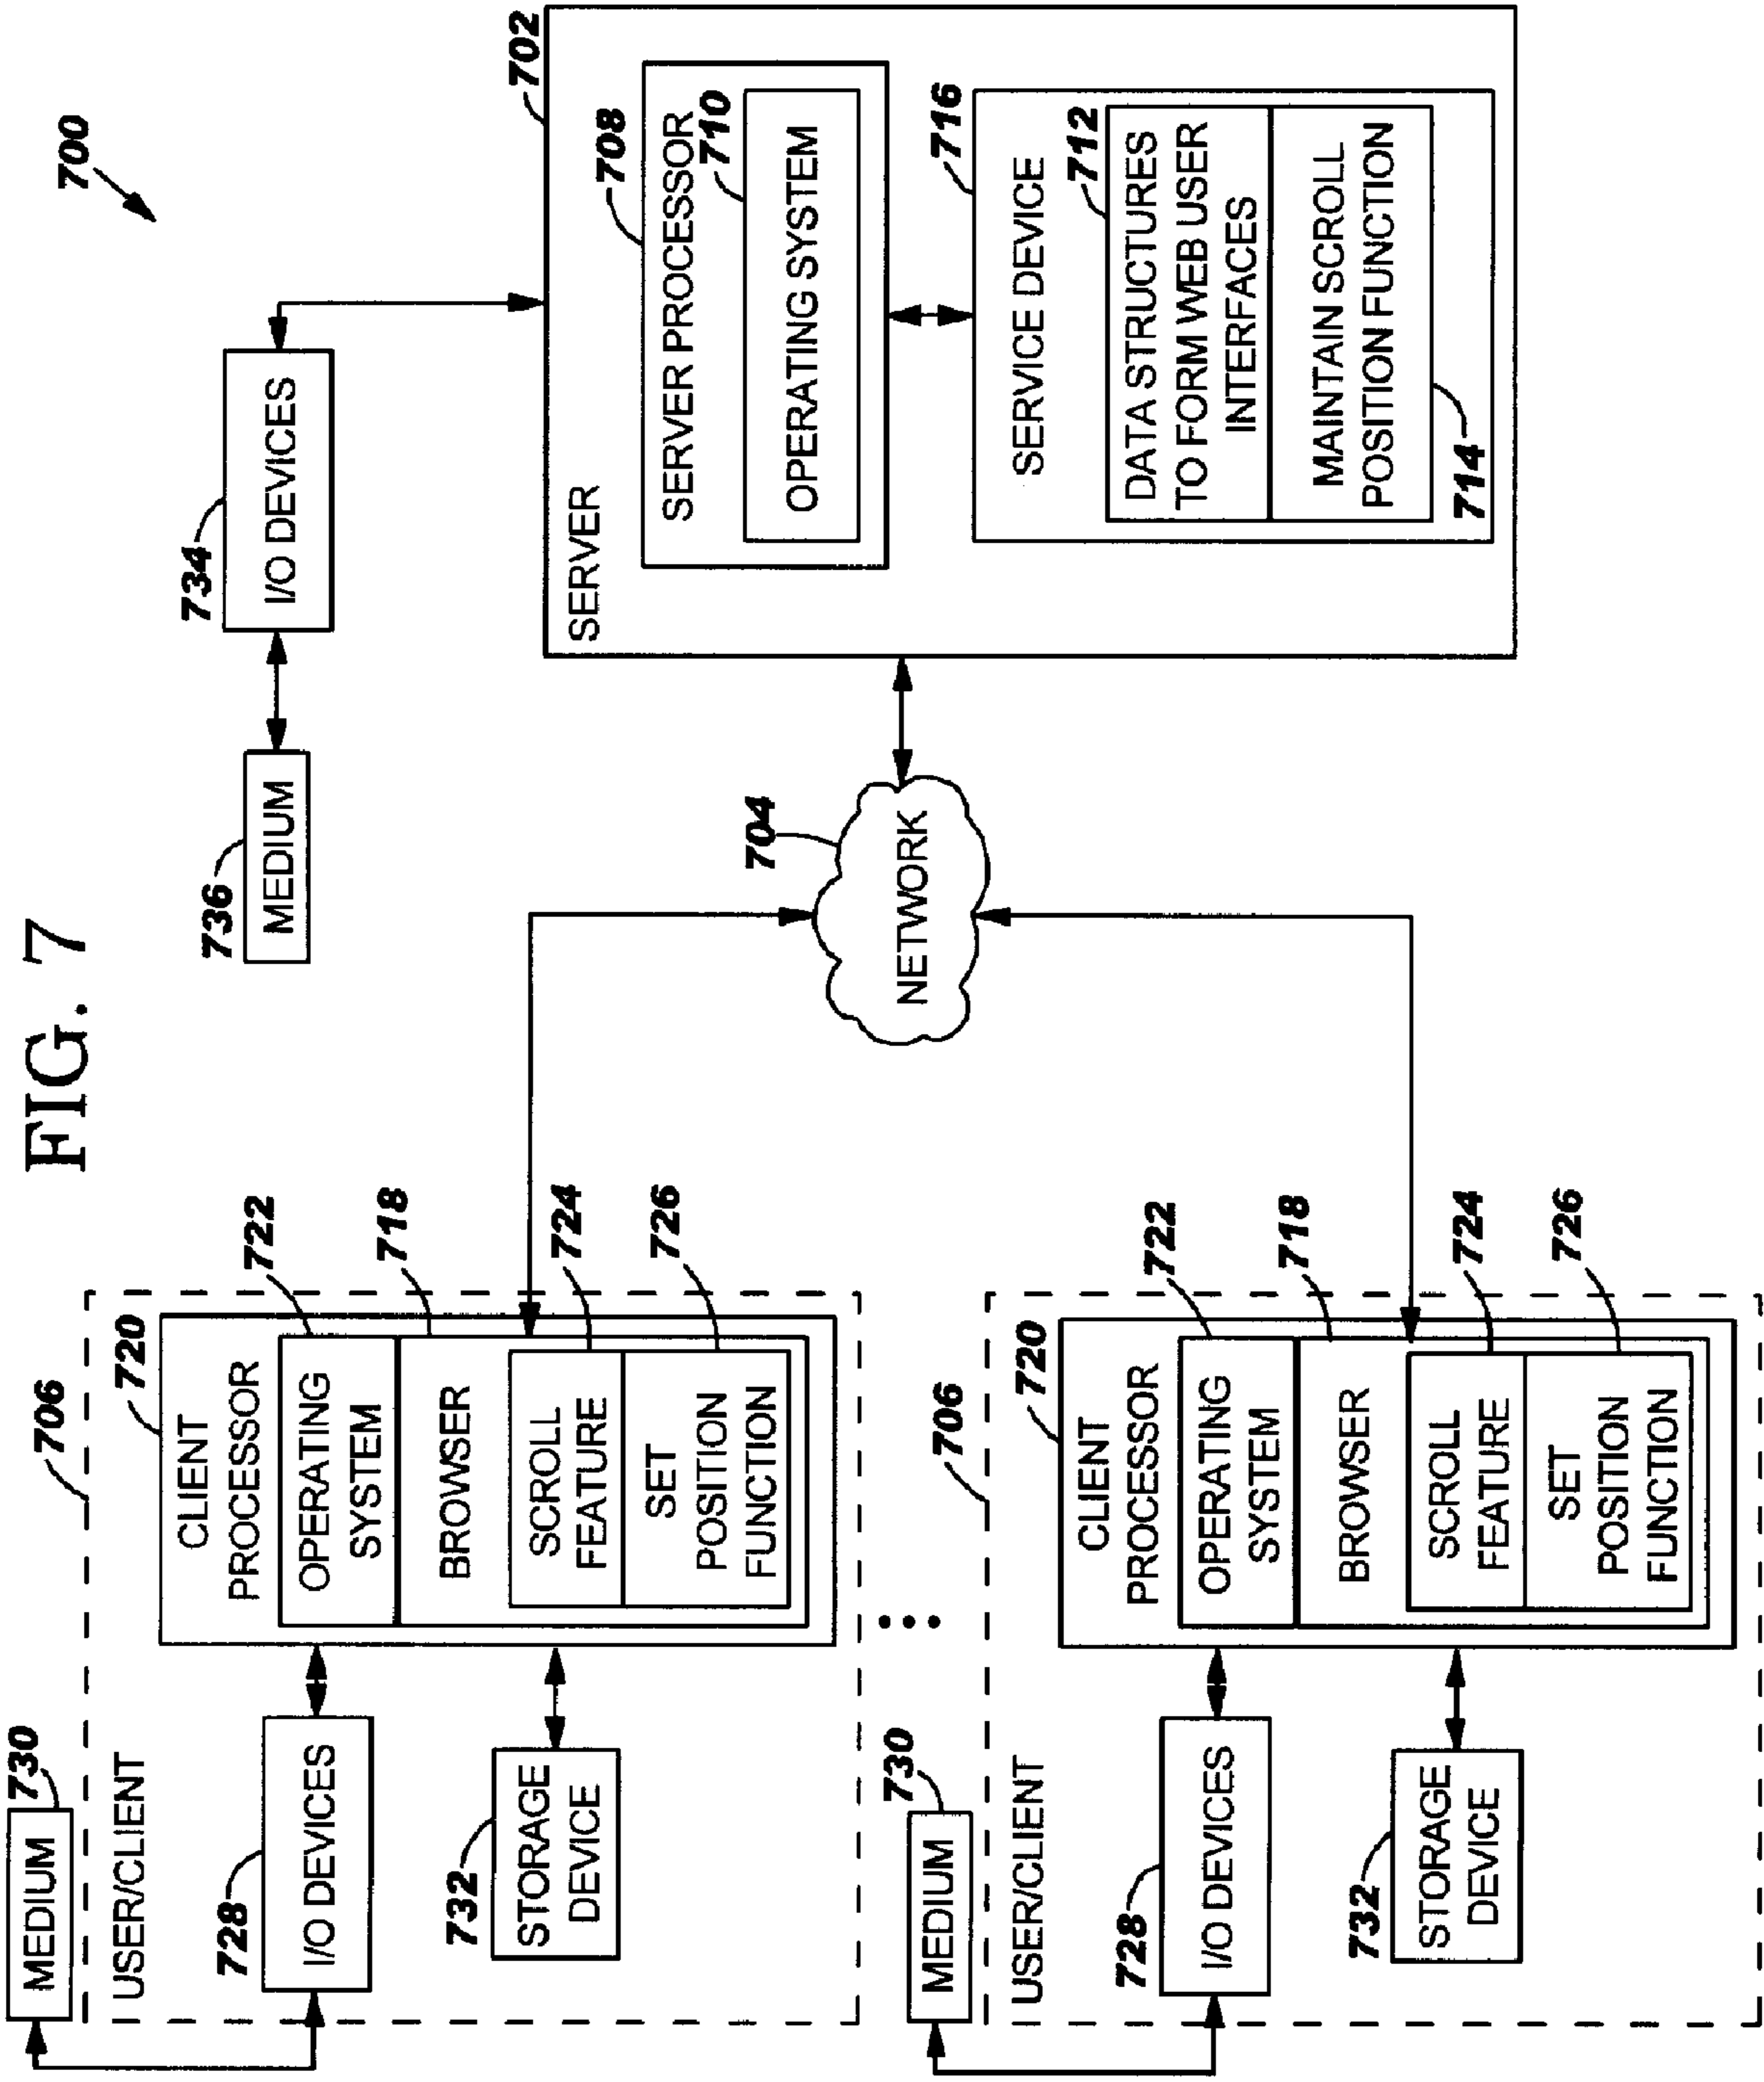 FIG. 7
700
730
MEDIUM
706
USER/CLIENT
720
CLIENT
PROCESSOR
722
OPERATING
SYSTEM
718
BROWSER
724
SCROLL
FEATURE
726
SET
POSITION
FUNCTION
728
I/O DEVICES
732
STORAGE
DEVICE
730
MEDIUM
706
USER/CLIENT
720
CLIENT
PROCESSOR
722
OPERATING
SYSTEM
718
BROWSER
724
SCROLL
FEATURE
726
SET
POSITION
FUNCTION
728
I/O DEVICES
732
STORAGE
DEVICE
704
NETWORK
736
MEDIUM
734
I/O DEVICES
702
SERVER
708
SERVER PROCESSOR
710
OPERATING SYSTEM
716
SERVICE DEVICE
712
DATA STRUCTURES
TO FORM WEB USER
INTERFACES
MAINTAIN SCROLL
POSITION FUNCTION
714